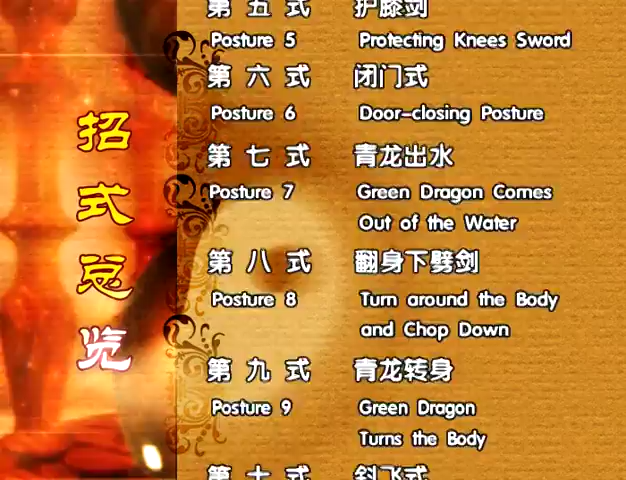 招式总览
第五式 护膝剑
Posture 5 Protecting Knees Sword
第六式 闭门式
Posture 6 Door-closing Posture
第七式 青龙出水
Posture 7 Green Dragon Comes
Out of the Water
第八式 翻身下劈剑
Posture 8 Turn around the Body
and Chop Down
第九式 青龙转身
Posture 9 Green Dragon
Turns the Body
第十式 斜飞式